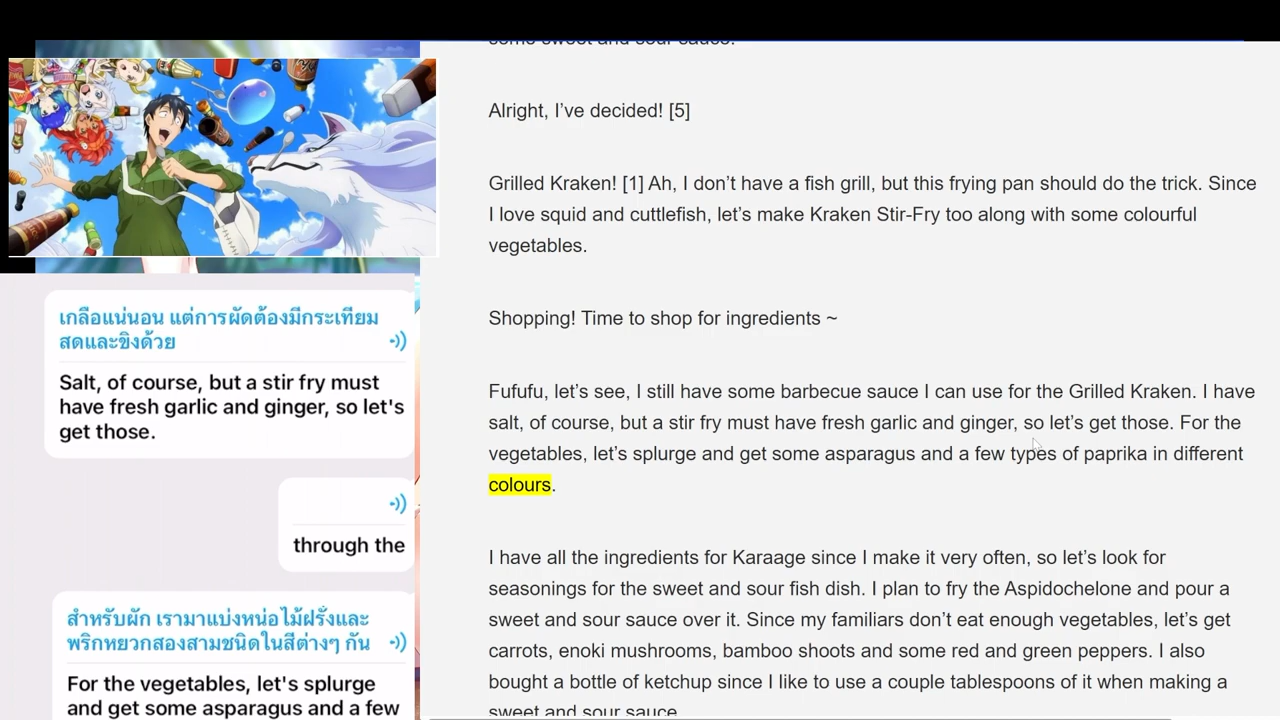 some sweet and sour sauce.
Alright, I’ve decided! [5]
Grilled Kraken! [1] Ah, I don’t have a fish grill, but this frying pan should do the trick. Since
I love squid and cuttlefish, let’s make Kraken Stir-Fry too along with some colourful
vegetables.
Shopping! Time to shop for ingredients ~
Fufufu, let’s see, I still have some barbecue sauce I can use for the Grilled Kraken. I have
salt, of course, but a stir fry must have fresh garlic and ginger, so let’s get those. For the
vegetables, let’s splurge and get some asparagus and a few types of paprika in different
colours.
I have all the ingredients for Karaage since I make it very often, so let’s look for
seasonings for the sweet and sour fish dish. I plan to fry the Aspidochelone and pour a
sweet and sour sauce over it. Since my familiars don’t eat enough vegetables, let’s get
carrots, enoki mushrooms, bamboo shoots and some red and green peppers. I also
bought a bottle of ketchup since I like to use a couple tablespoons of it when making a
sweet and sour sauce
เกลือแน่นอน แต่การผัดต้องมีกระเทียม
สดและขิงด้วย
Salt, of course, but a stir fry must
have fresh garlic and ginger, so let's
get those.
through the
สำหรับผัก เรามาแบ่งหน่อไม้ฝรั่งและ
พริกหยวกสองสามชนิดในสีต่างๆ กัน
For the vegetables, let's splurge
and get some asparagus and a few